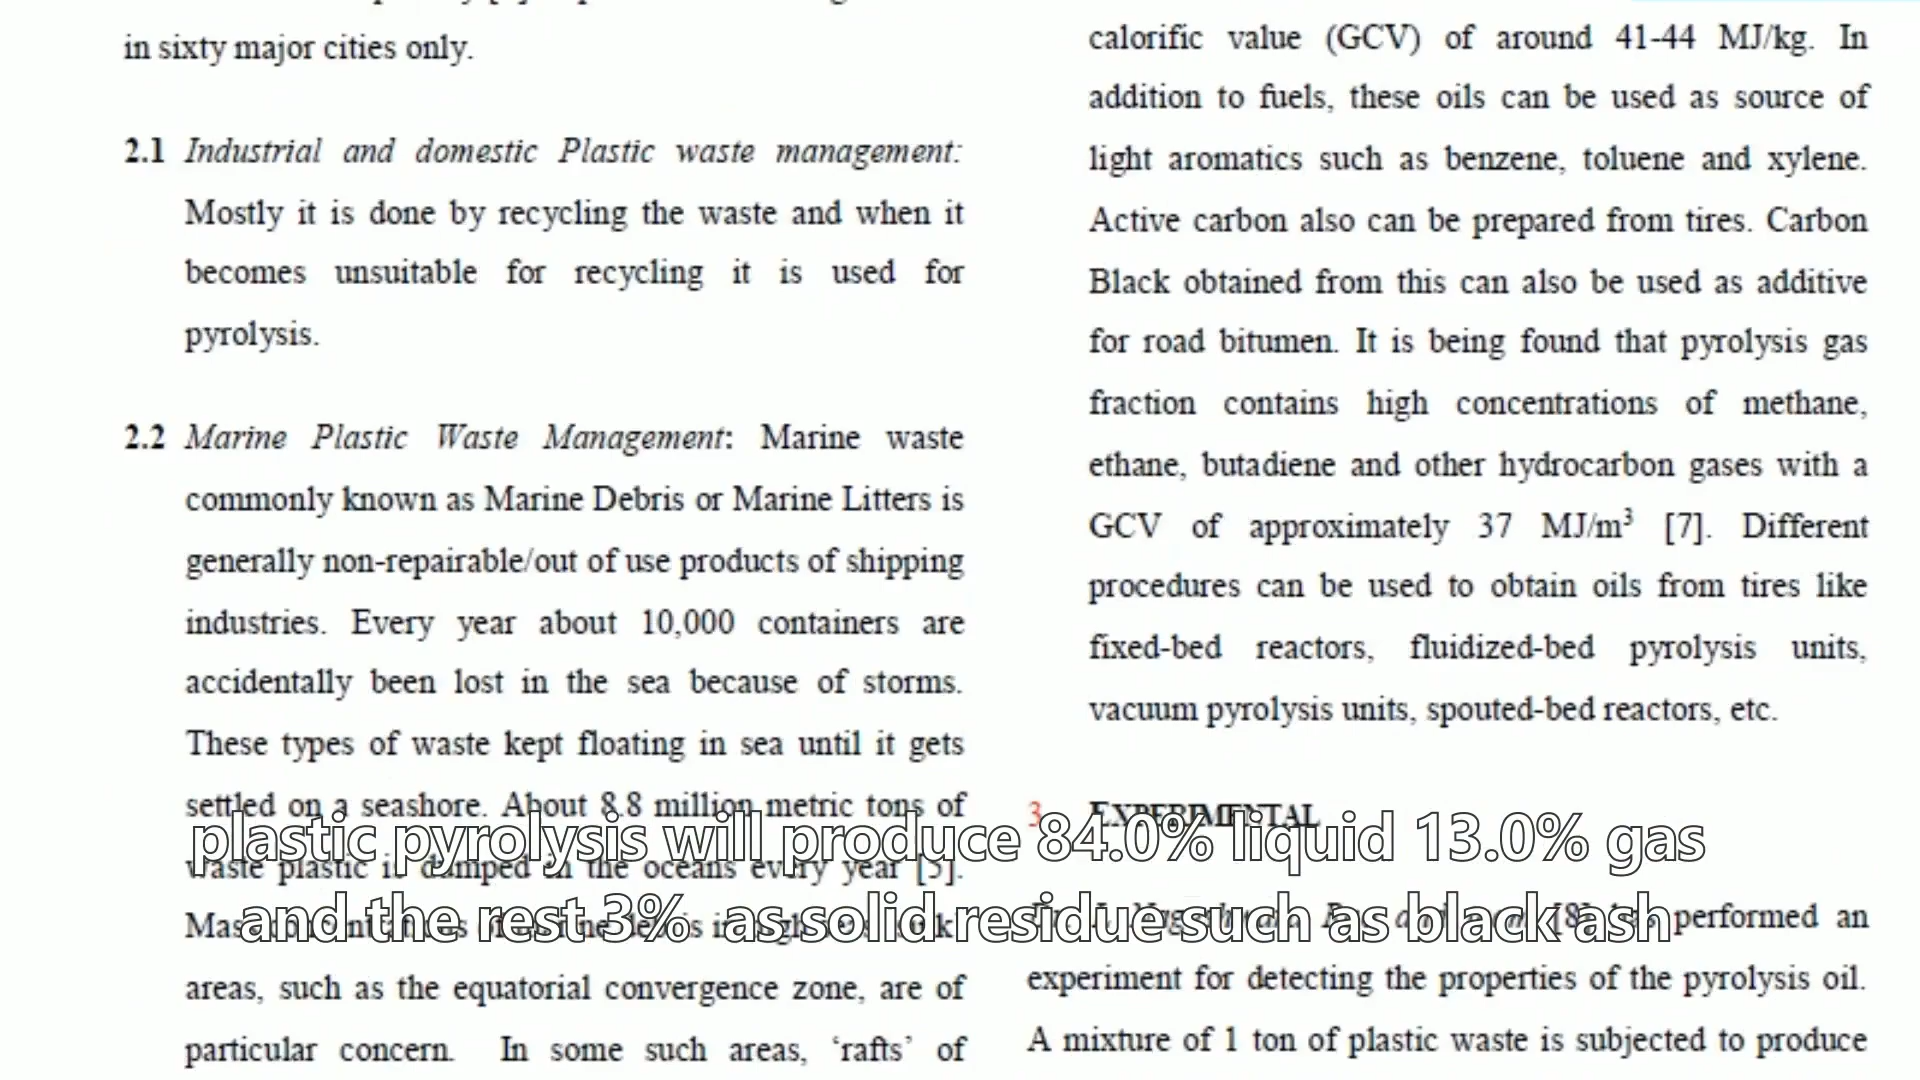 in sixty major cities only.
2.1 Industrial and domestic Plastic waste management:
Mostly it is done by recycling the waste and when it
becomes unsuitable for recycling it is used for
pyrolysis.
2.2 Marine Plastic Waste Management: Marine waste
commonly known as Marine Debris or Marine Litters is
generally non-repairable/out of use products of shipping
industries. Every year about 10,000 containers are
accidentally been lost in the sea because of storms.
These types of waste kept floating in sea until it gets
settled on a seashore. About 8.8 million metric tons of
waste plastic is dumped in the oceans every year [5].
areas, such as the equatorial convergence zone, are of
particular concern. In some such areas, ‘rafts’ of
calorific value (GCV) of around 41-44 MJ/kg. In
addition to fuels, these oils can be used as source of
light aromatics such as benzene, toluene and xylene.
Active carbon also can be prepared from tires. Carbon
Black obtained from this can also be used as additive
for road bitumen. It is being found that pyrolysis gas
fraction contains high concentrations of methane,
ethane, butadiene and other hydrocarbon gases with a
GCV of approximately 37 MJ/m³ [7]. Different
procedures can be used to obtain oils from tires like
fixed-bed reactors, fluidized-bed pyrolysis units,
vacuum pyrolysis units, spouted-bed reactors, etc.
3 EXPERIMENTAL
[8] performed an
experiment for detecting the properties of the pyrolysis oil.
A mixture of 1 ton of plastic waste is subjected to produce
plastic pyrolysis will produce 84.0% liquid 13.0% gas
and the rest 3% as solid residue such as black ash